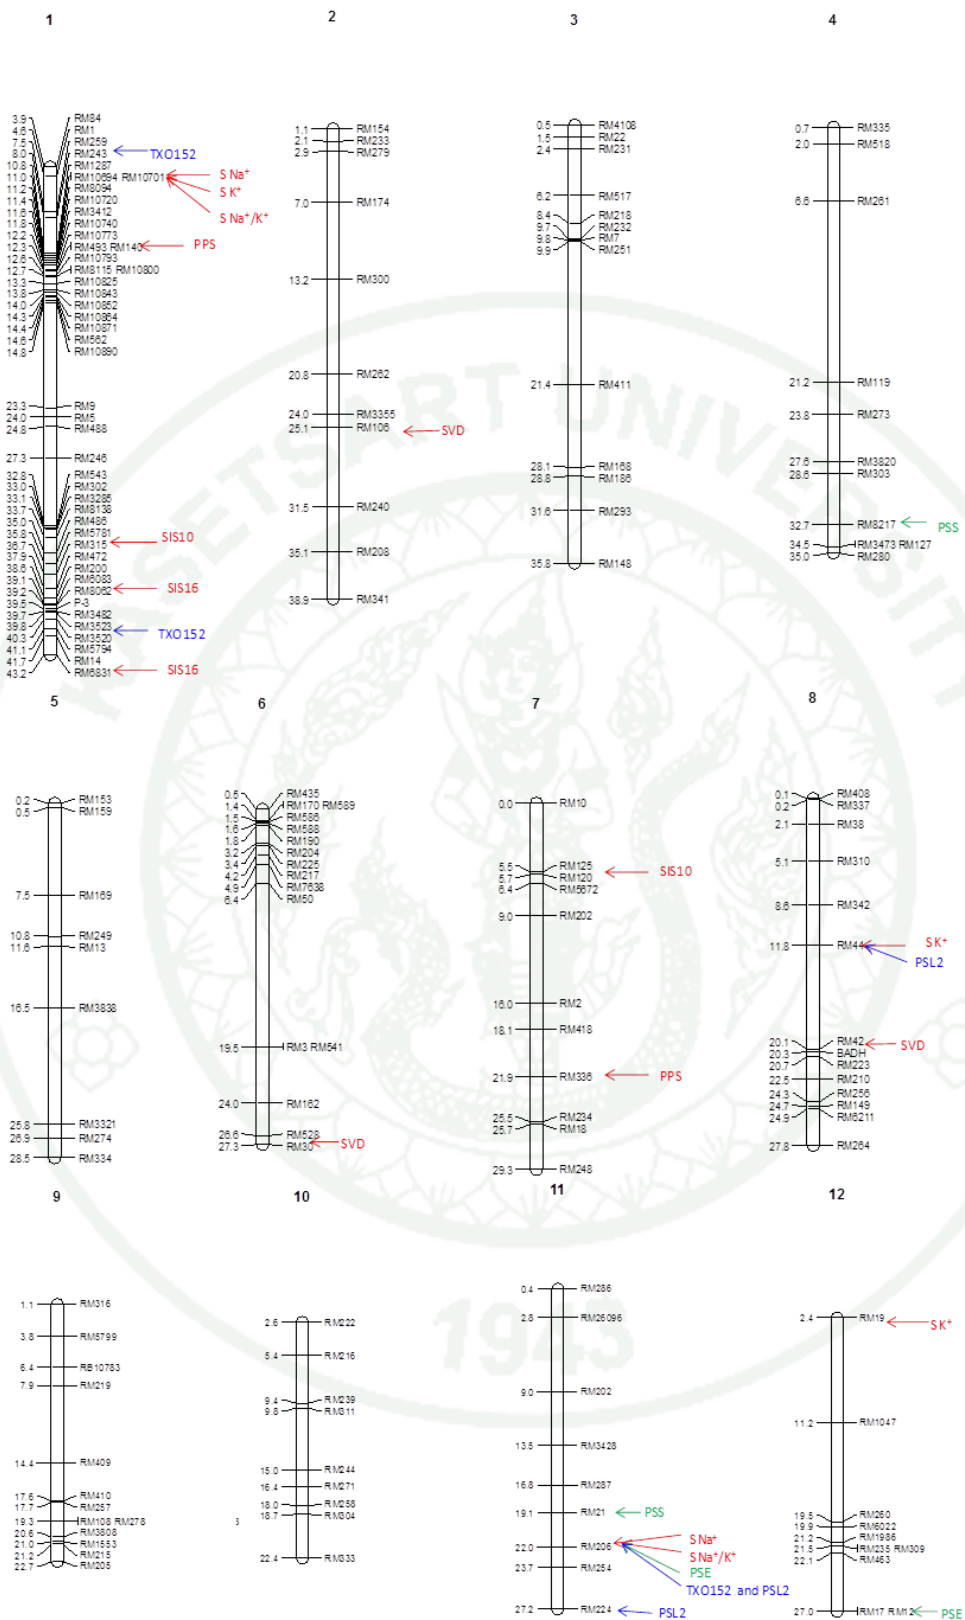 1
3.9 RM84
4.6 RM1
7.5 RM259
8.0 RM243 TXO152
10.8 RM1287
11.0 RM10694 RM10701 S Na⁺
11.2 RM8094 S K⁺
11.4 RM10720
11.6 RM3412 S Na⁺/K⁺
11.8 RM10740
12.2 RM10773
12.3 RM493 RM140 PPS
12.6 RM10793
12.7 RM8115 RM10800
13.3 RM10825
13.8 RM10843
14.0 RM10852
14.3 RM10864
14.4 RM10871
14.6 RM562
14.8 RM10890
23.3 RM9
24.0 RM5
24.8 RM488
27.3 RM246
32.8 RM543
33.0 RM302
33.1 RM3285
33.7 RM8138
35.0 RM486
35.8 RM5781 SIS10
36.7 RM315
37.9 RM472
38.6 RM200
39.1 RM6083
39.2 RM8062 SIS16
39.5 P-3
39.7 RM3482
39.8 RM3523 TXO152
40.3 RM3520
41.1 RM5794
41.7 RM14
43.2 RM6831 SIS16
2
1.1 RM154
2.1 RM233
2.9 RM279
7.0 RM174
13.2 RM300
20.8 RM262
24.0 RM3355
25.1 RM106 SVD
31.5 RM240
35.1 RM208
38.9 RM341
3
0.5 RM4108
1.5 RM22
2.4 RM231
6.2 RM517
8.4 RM218
9.7 RM232
9.8 RM7
9.9 RM251
21.4 RM411
28.1 RM168
28.8 RM186
31.6 RM293
35.8 RM148
4
0.7 RM335
2.0 RM518
6.6 RM261
21.2 RM119
23.8 RM273
27.6 RM3820
28.6 RM303
32.7 RM8217 PSS
34.5 RM3473 RM127
35.0 RM280
5
0.2 RM153
0.5 RM159
7.5 RM169
10.8 RM249
11.6 RM13
16.5 RM3838
25.8 RM3321
26.9 RM274
28.5 RM334
6
0.5 RM435
1.4 RM170 RM589
1.5 RM586
1.6 RM588
1.8 RM190
3.2 RM204
3.4 RM225
4.2 RM217
4.9 RM7638
6.4 RM50
19.5 RM3 RM541
24.0 RM162
26.6 RM528
27.3 RM30 SVD
7
0.0 RM10
5.5 RM125
5.7 RM120 SIS10
6.4 RM5672
9.0 RM202
16.0 RM2
18.1 RM418
21.9 RM336 PPS
25.5 RM234
25.7 RM18
29.3 RM248
8
0.1 RM408
0.2 RM337
2.1 RM38
5.1 RM310
8.6 RM342
11.8 RM44 S K⁺
PSL2
20.1 RM42 SVD
20.3 BADH
20.7 RM223
22.5 RM210
24.3 RM256
24.7 RM149
24.9 RM6211
27.8 RM264
9
1.1 RM316
3.8 RM5799
6.4 RB10783
7.9 RM219
14.4 RM409
17.6 RM410
17.7 RM257
19.3 RM108 RM278
20.6 RM3808
21.0 RM1553
21.2 RM215
22.7 RM205
10
2.6 RM222
5.4 RM216
9.4 RM239
9.8 RM311
15.0 RM244
16.4 RM271
18.0 RM258
18.7 RM304
22.4 RM333
11
0.4 RM286
2.8 RM26096
9.0 RM202
13.5 RM3428
16.8 RM287
19.1 RM21 PSS
22.0 RM206 S Na⁺
S Na⁺/K⁺
23.7 RM254 PSE
TXO152 and PSL2
27.2 RM224 PSL2
12
2.4 RM19 S K⁺
11.2 RM1047
19.5 RM260
19.9 RM6022
21.2 RM1986
21.5 RM235 RM309
22.1 RM463
27.0 RM17 RM12 PSE
KASETSART UNIVERSITY
1943